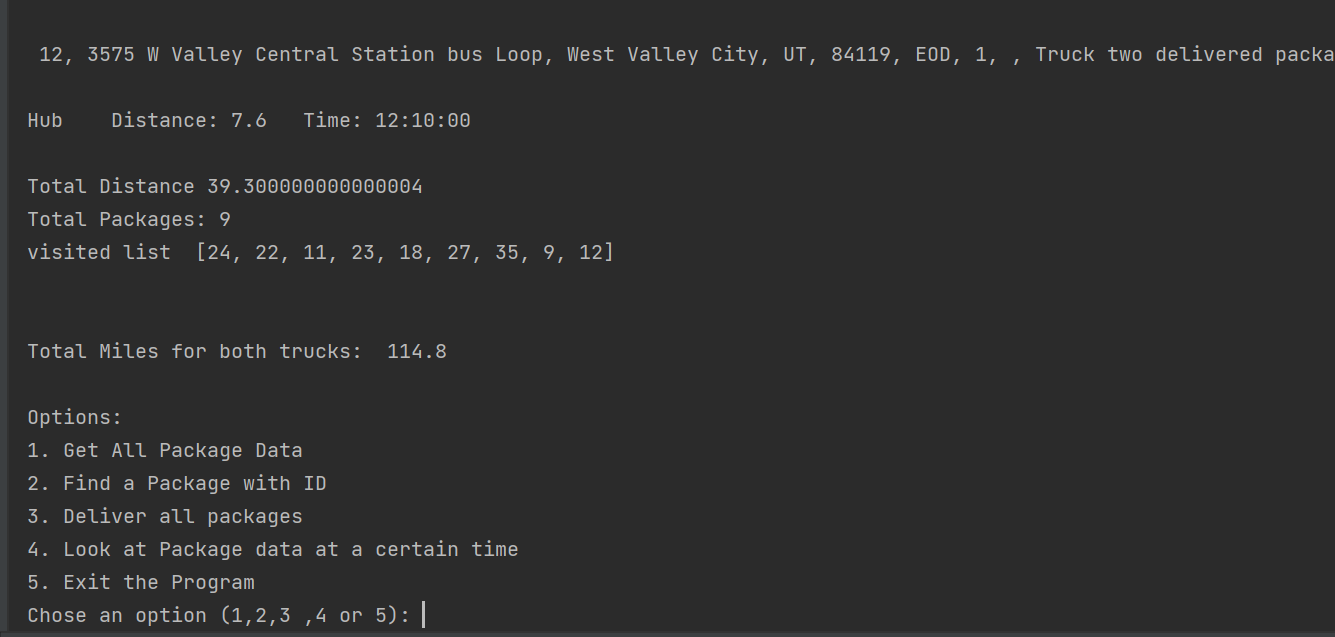 12, 3575 W Valley Central Station bus Loop, West Valley City, UT, 84119, EOD, 1, , Truck two delivered packa
Hub    Distance: 7.6   Time: 12:10:00
Total Distance 39.300000000000004
Total Packages: 9
visited list  [24, 22, 11, 23, 18, 27, 35, 9, 12]
Total Miles for both trucks:  114.8
Options:
1. Get All Package Data
2. Find a Package with ID
3. Deliver all packages
4. Look at Package data at a certain time
5. Exit the Program
Chose an option (1,2,3 ,4 or 5):